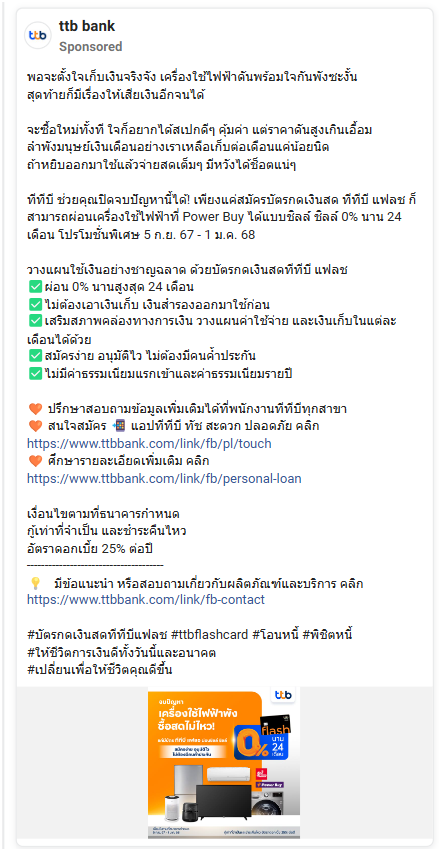 ttb bank
ttb
Sponsored
พอจะตั้งใจเก็บเงินจริงจัง เครื่องใช้ไฟฟ้าดันพร้อมใจกันพังซะงั้น
สุดท้ายก็มีเรื่องให้เสียเงินอีกจนได้
จะซื้อใหม่ทั้งที ใจก็อยากได้สเปกดีๆ คุ้มค่า แต่ราคาดันสูงเกินเอื้อม
ลำพังมนุษย์เงินเดือนอย่างเราเหลือเก็บต่อเดือนแค่น้อยนิด
ถ้าหยิบออกมาใช้แล้วจ่ายสดเต็มๆ มีหวังได้ช็อตแน่ๆ
ทีทีบี ช่วยคุณปิดจบปัญหานี้ได้! เพียงแค่สมัครบัตรกดเงินสด ทีทีบี แฟลช ก็
สามารถผ่อนเครื่องใช้ไฟฟ้าที่ Power Buy ได้แบบชิลล์ ชิลล์ 0% นาน 24
เดือน โปรโมชั่นพิเศษ 5 ก.ย. 67 - 1 ม.ค. 68
วางแผนใช้เงินอย่างชาญฉลาด ด้วยบัตรกดเงินสดทีทีบี แฟลช
✅ผ่อน 0% นานสูงสุด 24 เดือน
✅ไม่ต้องเอาเงินเก็บ เงินสำรองออกมาใช้ก่อน
✅เสริมสภาพคล่องทางการเงิน วางแผนค่าใช้จ่าย และเงินเก็บในแต่ละ
เดือนได้ด้วย
✅สมัครง่าย อนุมัติไว ไม่ต้องมีคนค้ำประกัน
✅ไม่มีค่าธรรมเนียมแรกเข้าและค่าธรรมเนียมรายปี
🧡 ปรึกษาสอบถามข้อมูลเพิ่มเติมได้ที่พนักงานทีทีบีทุกสาขา
🧡 สนใจสมัคร 📲 แอปทีทีบี ทัช สะดวก ปลอดภัย คลิก
https://www.ttbbank.com/link/fb/pl/touch
🧡 ศึกษารายละเอียดเพิ่มเติม คลิก
https://www.ttbbank.com/link/fb/personal-loan
เงื่อนไขตามที่ธนาคารกำหนด
กู้เท่าที่จำเป็น และชำระคืนไหว
อัตราดอกเบี้ย 25% ต่อปี
--------------------------------------
💡 มีข้อแนะนำ หรือสอบถามเกี่ยวกับผลิตภัณฑ์และบริการ คลิก
https://www.ttbbank.com/link/fb-contact
#บัตรกดเงินสดทีทีบีแฟลช #ttbflashcard #โอนหนี้ #พิชิตหนี้
#ให้ชีวิตการเงินดีทั้งวันนี้และอนาคต
#เปลี่ยนเพื่อให้ชีวิตคุณดีขึ้น
ttb
จบปัญหา
เครื่องใช้ไฟฟ้าพัง
ซื้อสดไม่ไหว!
flash
0% นาน 24 เดือน
Power Buy